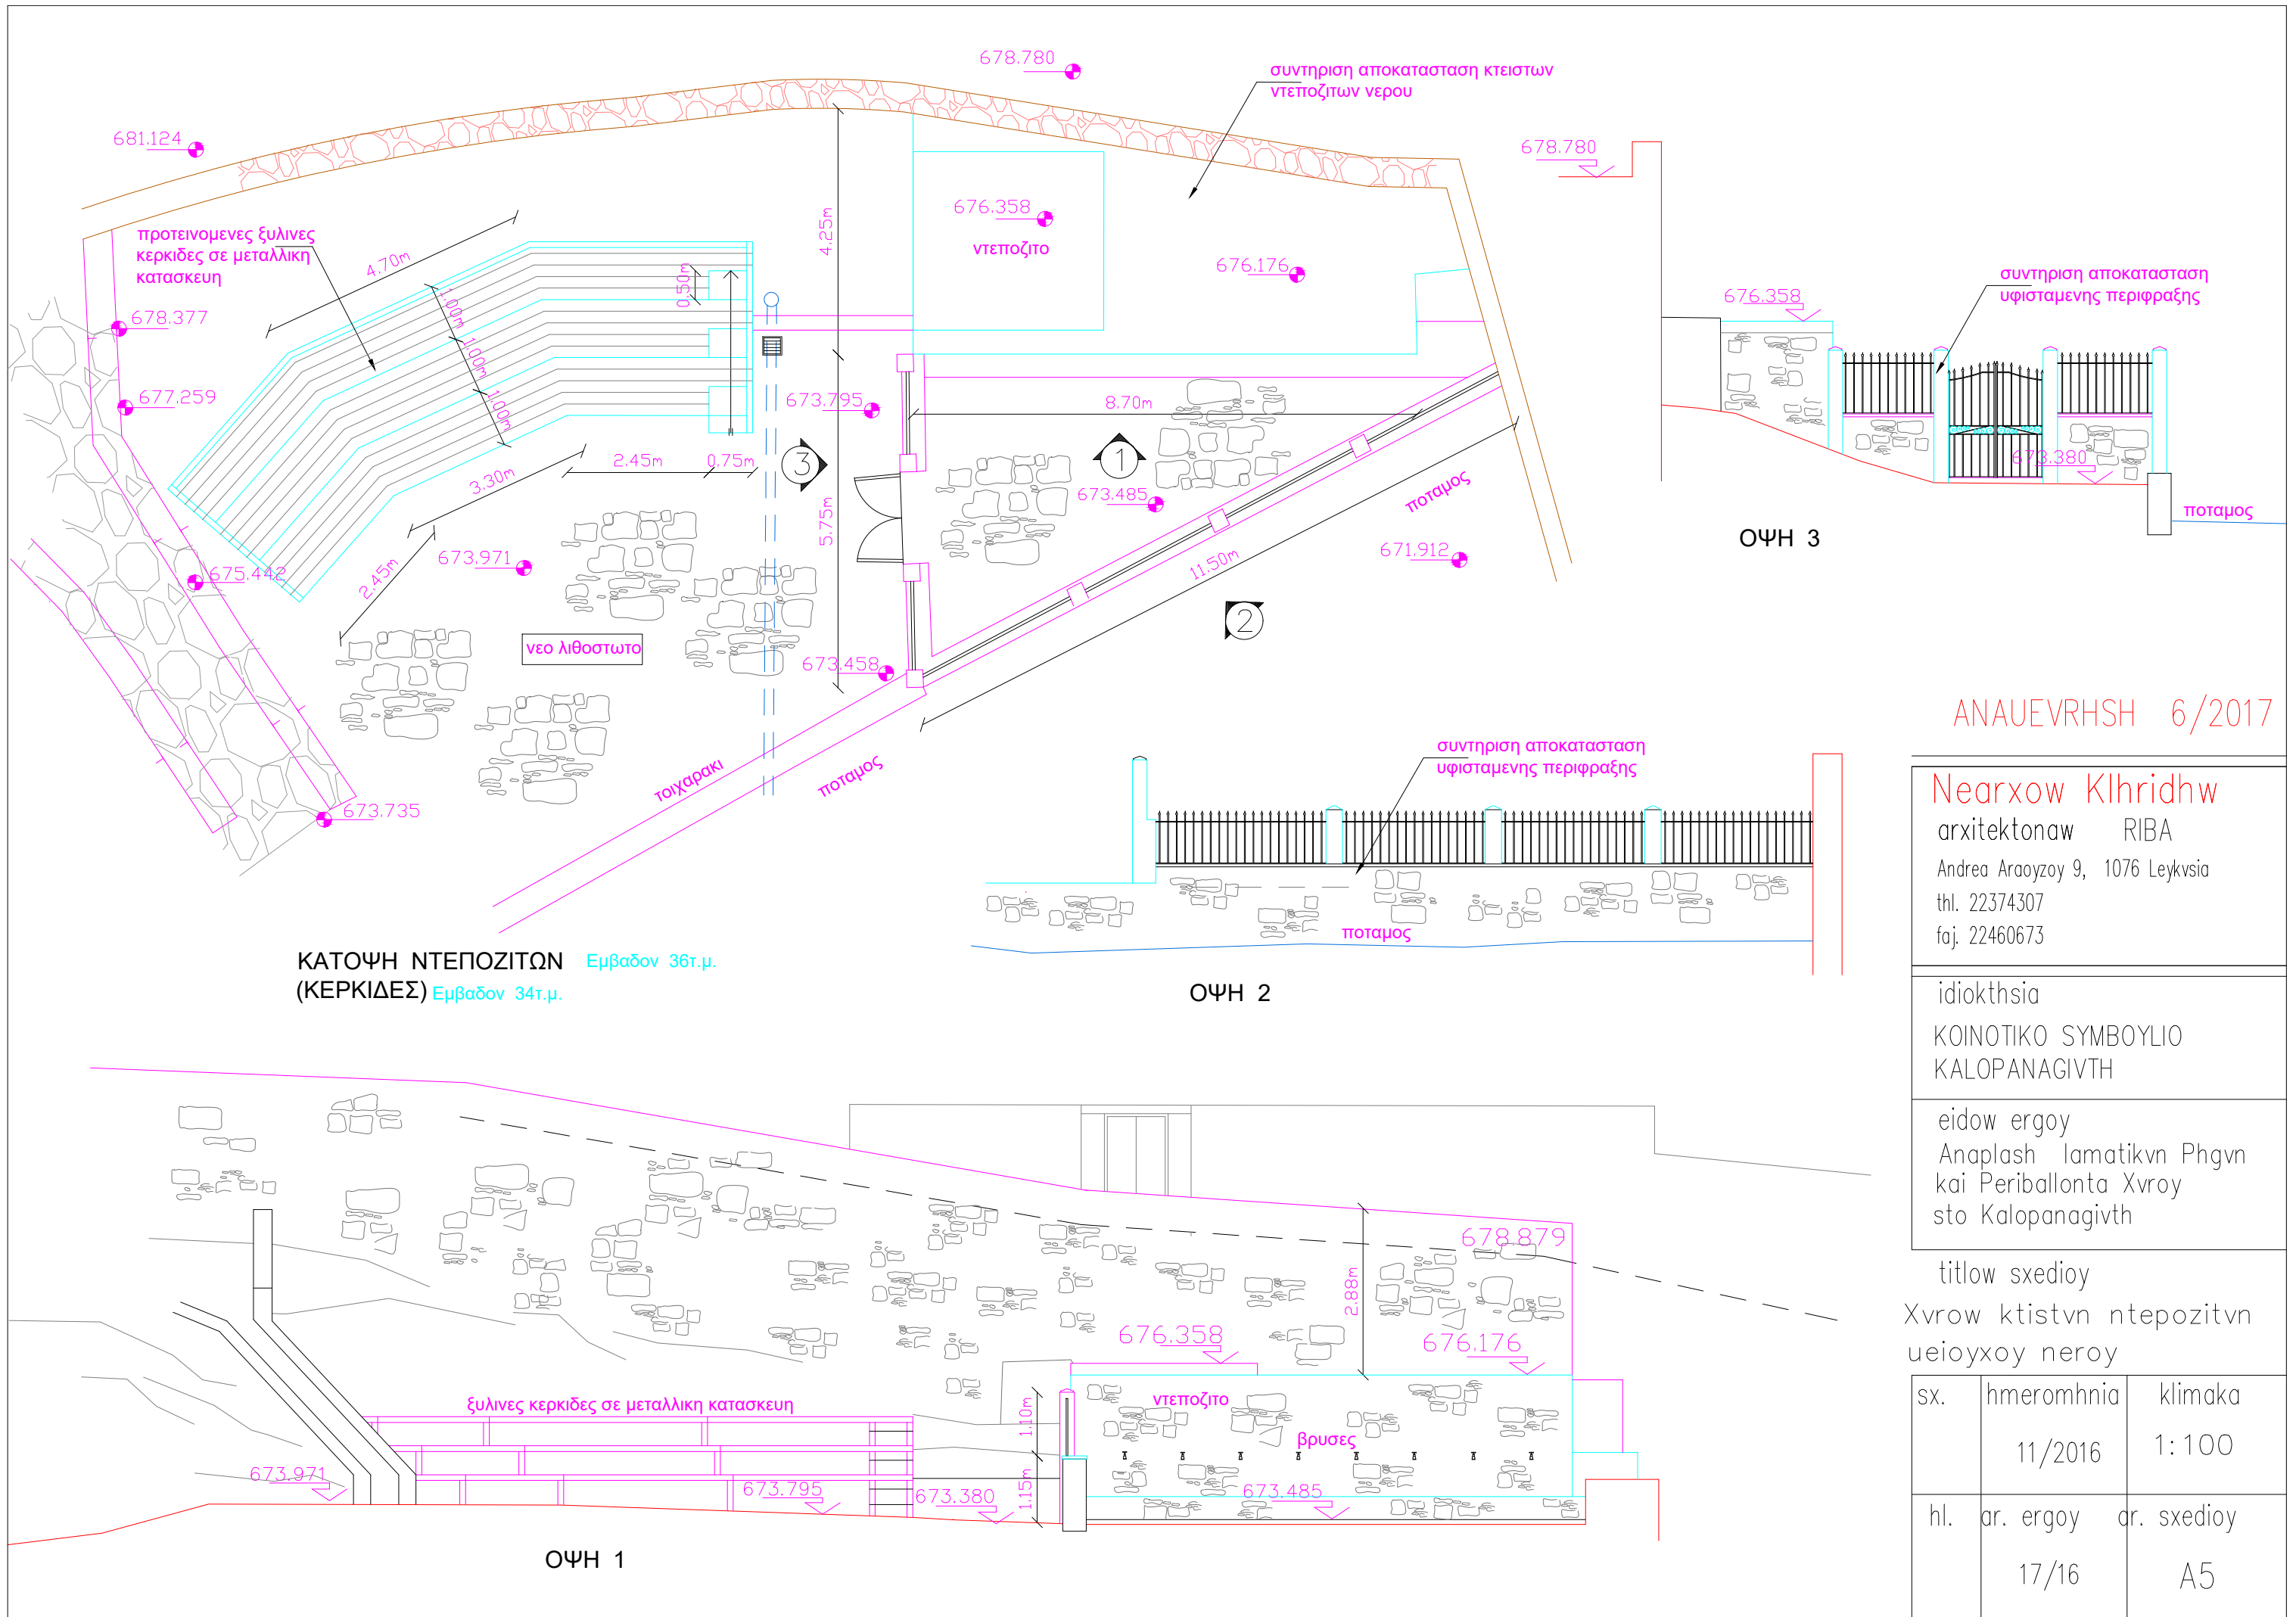 678.780
συντηριση αποκατασταση κτειστων
ντεποζιτων νερου
681.124
678.780
676.358
ντεποζιτο
4.25m
προτεινομενες ξυλινες
κερκιδες σε μεταλλικη
κατασκευη
4.70m
676.176
συντηριση αποκατασταση
υφισταμενης περιφραξης
0.50m
1.00m
1.00m
1.00m
676.358
678.377
677.259
673.795
8.70m
3
1
2.45m
0.75m
3.30m
673.380
673.485
ποταμος
ποταμος
5.75m
ΟΨΗ 3
673.971
671.912
11.50m
675.442
2.45m
2
νεο λιθοστωτο
673.458
τοιχαρακι
ποταμος
673.735
συντηριση αποκατασταση
υφισταμενης περιφραξης
ποταμος
ΚΑΤΟΨΗ ΝΤΕΠΟΖΙΤΩΝ Εμβαδον 36τ.μ.
(ΚΕΡΚΙΔΕΣ) Εμβαδον 34τ.μ.
ΟΨΗ 2
678.879
2.88m
676.358
676.176
ξυλινες κερκιδες σε μεταλλικη κατασκευη
1.10m
ντεποζιτο
βρυσες
673.971
673.795
673.380
1.15m
673.485
ΟΨΗ 1
ANAUEVRHSH 6/2017
Nearxow Klhridhw
arxitektonaw RIBA
Andrea Araoyzoy 9, 1076 Leykvsia
thl. 22374307
faj. 22460673
idiokthsia
KOINOTIKO SYMBOYLIO
KALOPANAGIVTH
eidow ergoy
Anaplash Iamatikvn Phgvn
kai Periballonta Xvroy
sto Kalopanagivth
titlow sxedioy
Xvrow ktistvn ntepozitvn
ueioyxoy neroy
sx. hmeromhnia klimaka
11/2016 1:100
hl. ar. ergoy ar. sxedioy
17/16 A5